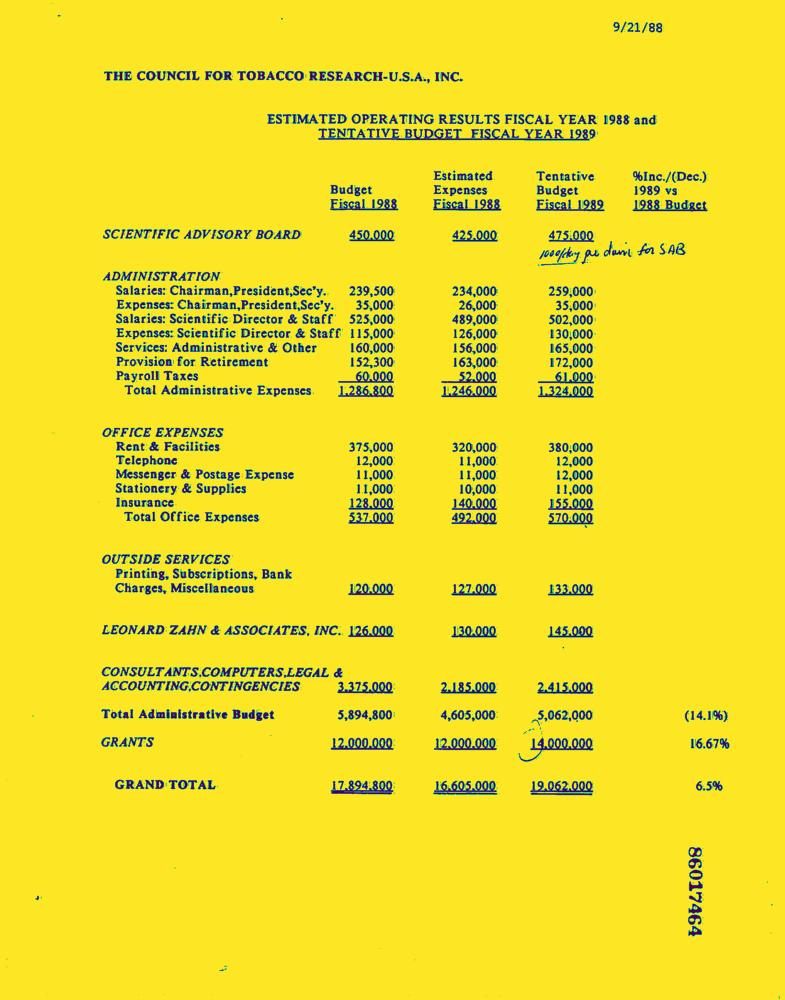 9/21/88
THE COUNCIL FOR TOBACCO RESEARCH-U.S.A., INC.
ESTIMATED OPERATING RESULTS FISCAL YEAR 1988 and
TENTATIVE BUDGET FISCAL YEAR 1989
Estimated Tentative %Inc./(Dec.)
Budget Expenses Budget 1989 vs
Fiscal 1988 Fiscal 1988 Fiscal 1989 1988 Budget
SCIENTIFIC ADVISORY BOARD 450.000 425.000 475.000
1000/day per diem for SAB
ADMINISTRATION
Salaries: Chairman,President,Sec'y. 239,500 234,000 259,000
Expenses: Chairman,President,Sec'y. 35,000 26,000 35,000
Salaries: Scientific Director & Staff 525,000 489,000 502,000
Expenses: Scientific Director & Staff 115,000 126,000 130,000
Services: Administrative & Other 160,000 156,000 165,000
Provision for Retirement 152,300 163,000 172,000
Payroll Taxes 60.000 52.000 61.000
Total Administrative Expenses 1.286.800 1.246.000 1.324.000
OFFICE EXPENSES
Rent & Facilities 375,000 320,000 380,000
Telephone 12,000 11,000 12,000
Messenger & Postage Expense 11,000 11,000 12,000
Stationery & Supplies 11,000 10,000 11,000
Insurance 128.000 140.000 155.000
Total Office Expenses 537.000 492.000 570.000
OUTSIDE SERVICES
Printing, Subscriptions, Bank
Charges, Miscellaneous 120.000 127.000 133.000
LEONARD ZAHN & ASSOCIATES, INC. 126.000 130.000 145.000
CONSULTANTS,COMPUTERS,LEGAL &
ACCOUNTING,CONTINGENCIES 3.375.000 2.185.000 2.415.000
Total Administrative Budget 5,894,800 4,605,000 5,062,000 (14.1%)
GRANTS 12.000.000 12.000.000 14.000.000 16.67%
GRAND TOTAL 17.894.800 16.605.000 19.062.000 6.5%
86017464